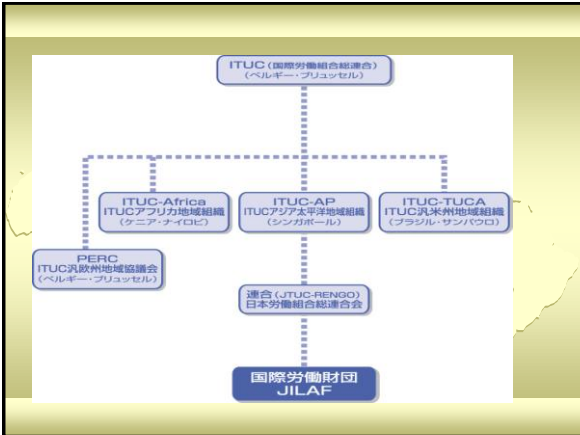 ITUC (国際労働組合総連合)
(ベルギー・ブリュッセル)
ITUC-Africa
ITUCアフリカ地域組織
(ケニア・ナイロビ)
ITUC-AP
ITUCアジア太平洋地域組織
(シンガポール)
ITUC-TUCA
ITUC汎米州地域組織
(ブラジル・サンパウロ)
PERC
ITUC汎欧州地域協議会
(ベルギー・ブリュッセル)
連合 (JTUC-RENGO)
日本労働組合総連合会
国際労働財団
JILAF